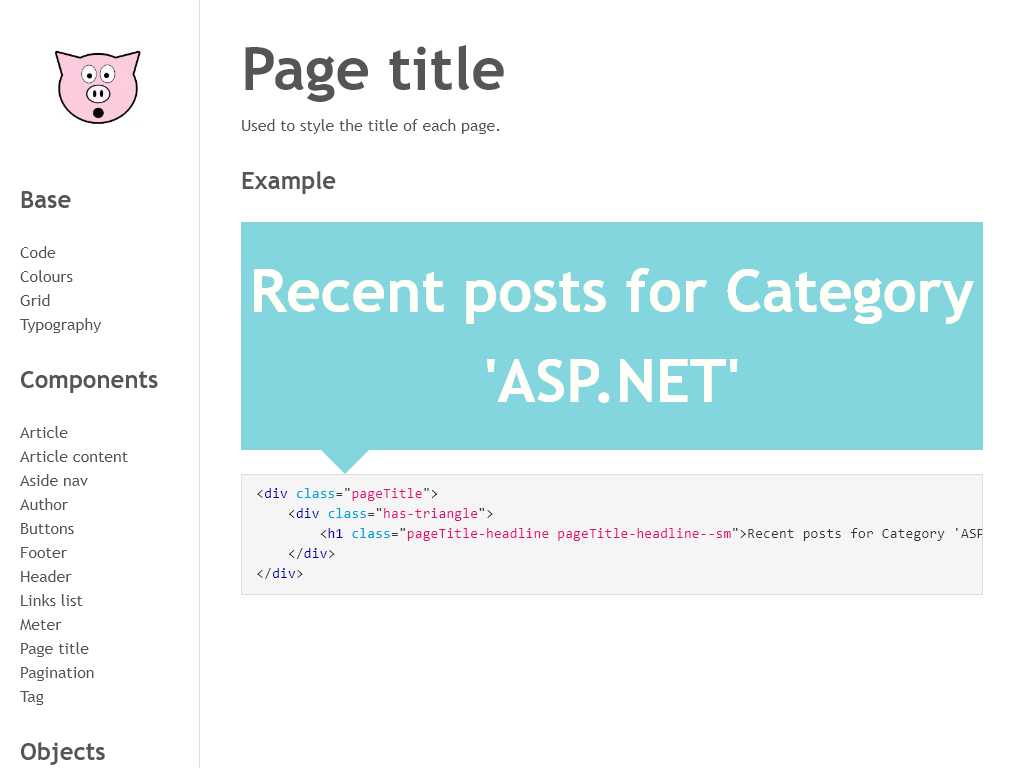 Base
Code
Colours
Grid
Typography
Components
Article
Article content
Aside nav
Author
Buttons
Footer
Header
Links list
Meter
Page title
Pagination
Tag
Objects
Page title
Used to style the title of each page.
Example
Recent posts for Category
'ASP.NET'
<div class="pageTitle">
    <div class="has-triangle">
        <h1 class="pageTitle-headline pageTitle-headline--sm">Recent posts for Category 'ASP
    </div>
</div>